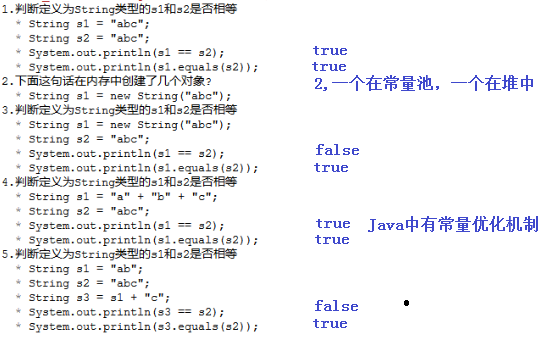 1.判断定义为String类型的s1和s2是否相等
* String s1 = "abc";
* String s2 = "abc";
* System.out.println(s1 == s2); true
* System.out.println(s1.equals(s2)); true
2.下面这句话在内存中创建了几个对象? 2,一个在常量池，一个在堆中
* String s1 = new String("abc");
3.判断定义为String类型的s1和s2是否相等
* String s1 = new String("abc");
* String s2 = "abc";
* System.out.println(s1 == s2); false
* System.out.println(s1.equals(s2)); true
4.判断定义为String类型的s1和s2是否相等
* String s1 = "a" + "b" + "c";
* String s2 = "abc";
* System.out.println(s1 == s2); true Java中有常量优化机制
* System.out.println(s1.equals(s2)); true
5.判断定义为String类型的s1和s2是否相等
* String s1 = "ab";
* String s2 = "abc";
* String s3 = s1 + "c";
* System.out.println(s3 == s2); false
* System.out.println(s3.equals(s2)); true